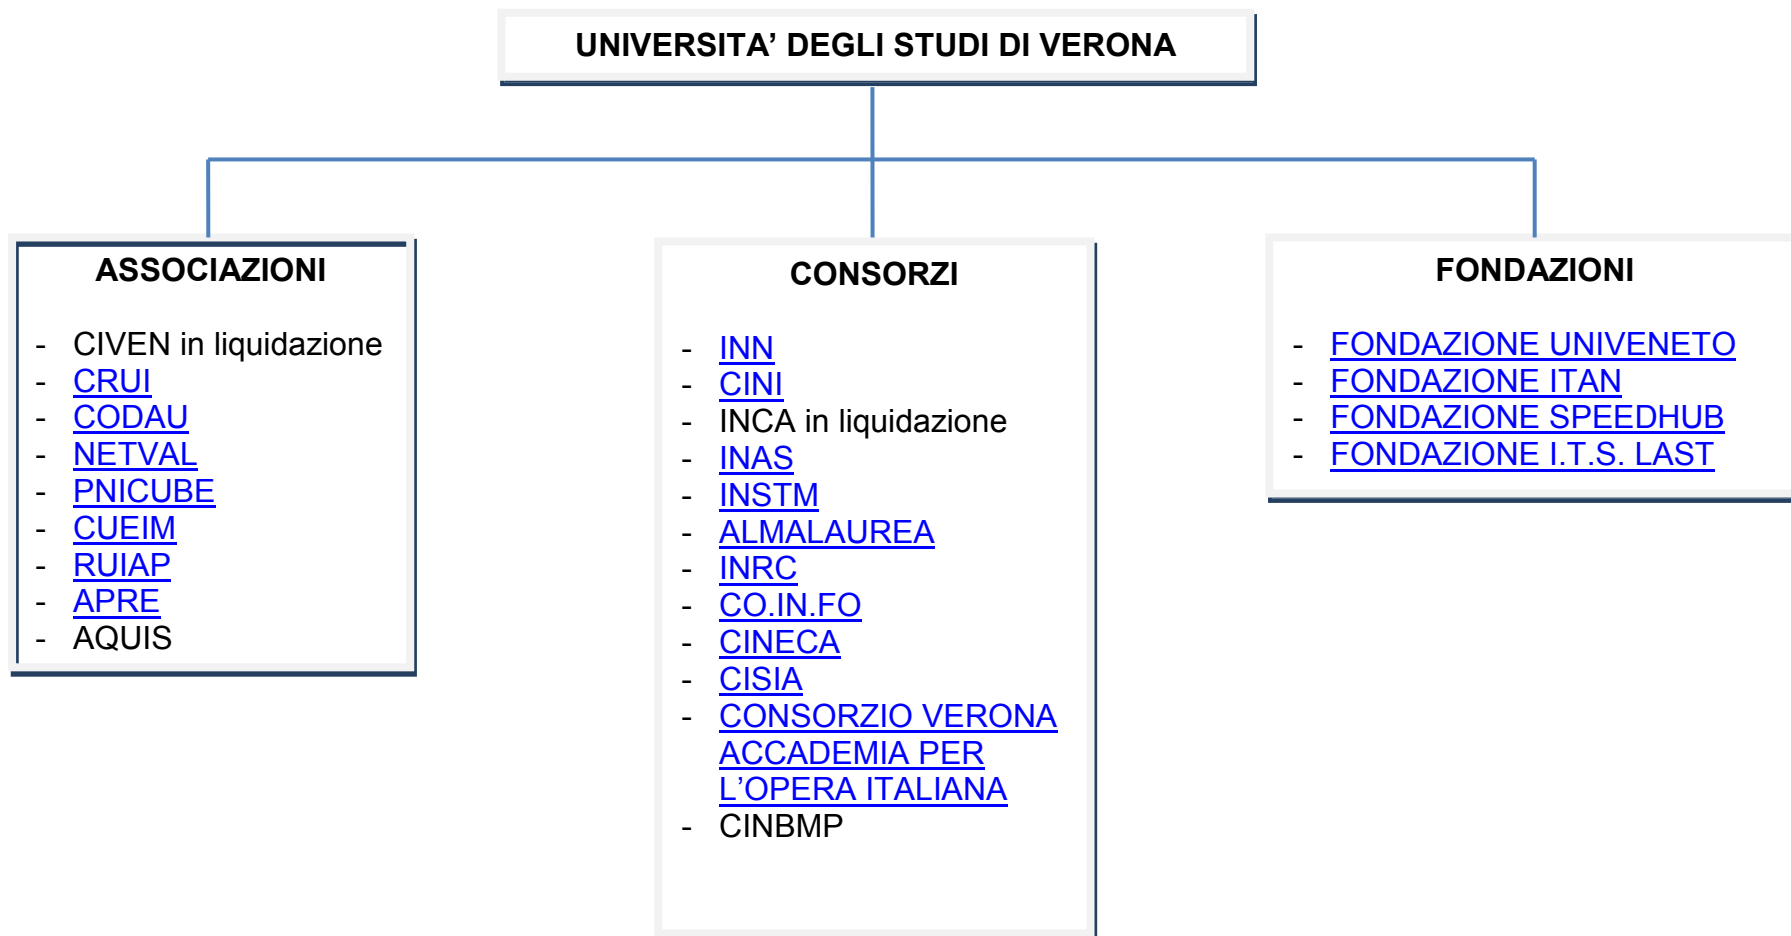 UNIVERSITA’ DEGLI STUDI DI VERONA
ASSOCIAZIONI
- CIVEN in liquidazione
- CRUI
- CODAU
- NETVAL
- PNICUBE
- CUEIM
- RUIAP
- APRE
- AQUIS
CONSORZI
- INN
- CINI
- INCA in liquidazione
- INAS
- INSTM
- ALMALAUREA
- INRC
- CO.IN.FO
- CINECA
- CISIA
- CONSORZIO VERONA
ACCADEMIA PER
L’OPERA ITALIANA
- CINBMP
FONDAZIONI
- FONDAZIONE UNIVENETO
- FONDAZIONE ITAN
- FONDAZIONE SPEEDHUB
- FONDAZIONE I.T.S. LAST